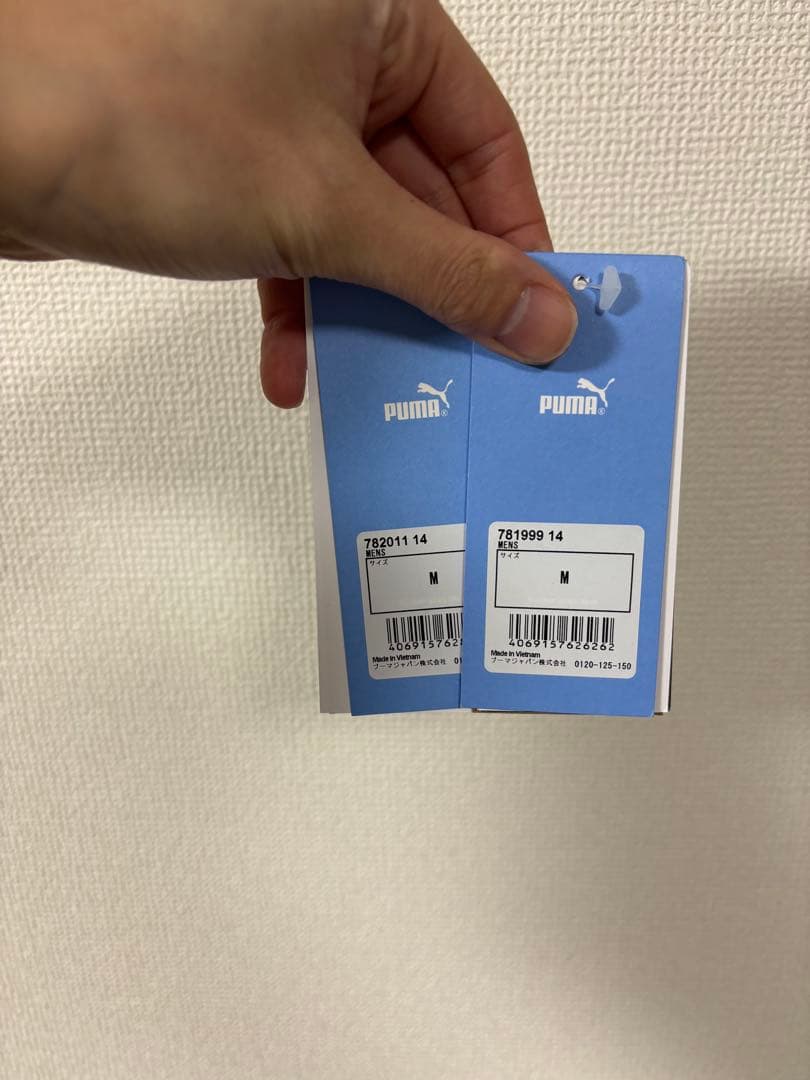 PUMA®
782011 14
MENS
サイズ
M
406915762
Made in Vietnam
プーマジャパン株式会社
PUMA®
781999 14
MENS
サイズ
M
4069157626262
Made in Vietnam
プーマジャパン株式会社 0120-125-150